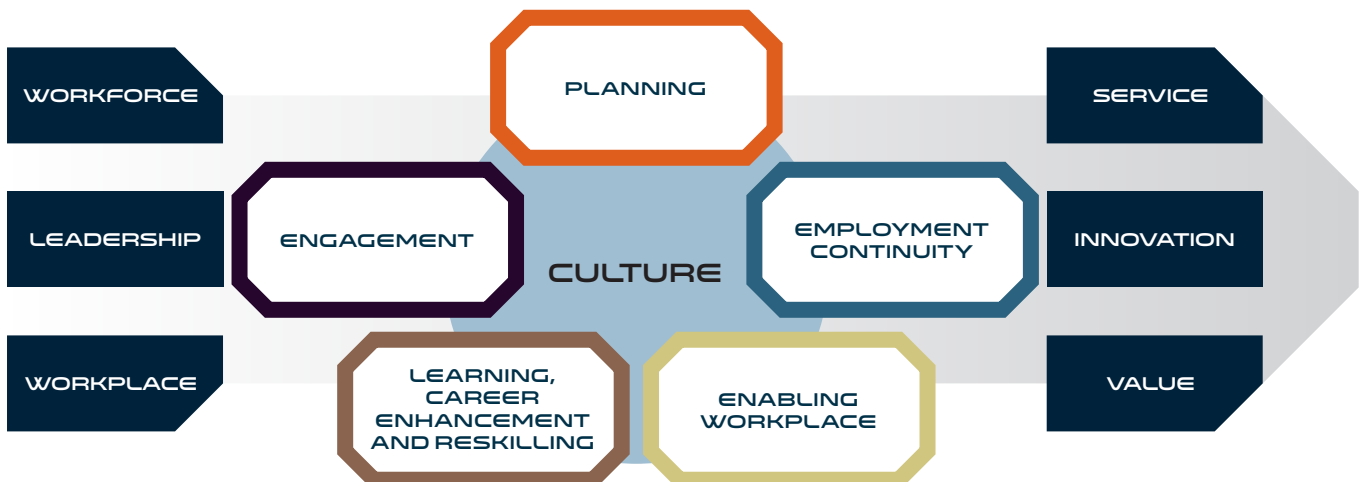 PLANNING
WORKFORCE
SERVICE
LEADERSHIP
ENGAGEMENT
CULTURE
EMPLOYMENT
CONTINUITY
INNOVATION
WORKPLACE
LEARNING,
CAREER
ENHANCEMENT
AND RESKILLING
ENABLING
WORKPLACE
VALUE